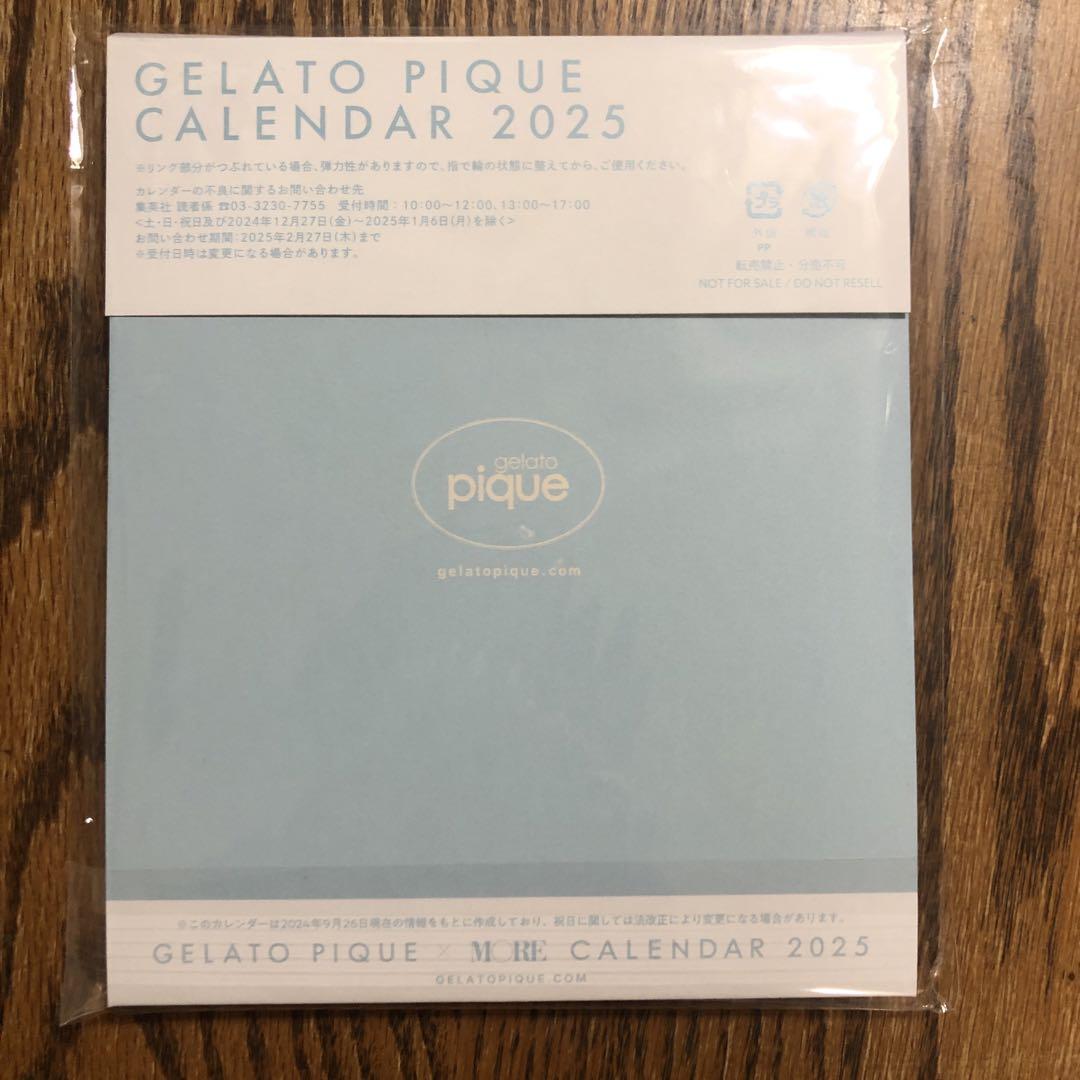 GELATO PIQUE
CALENDAR 2025
※リング部分がつぶれている場合、弾力性がありますので、指で輪の状態に整えてから、ご使用ください。
カレンダーの不良に関するお問い合わせ先
集英社 読者係 ☎03-3230-7755 受付時間：10:00〜12:00、13:00〜17:00
<土・日・祝日及び2024年12月27日(金)〜2025年1月6日(月)を除く>
お問い合わせ期間：2025年2月27日(木)まで
※受付日時は変更になる場合があります。
プラ
外袋
PP
転売禁止・分売不可
NOT FOR SALE / DO NOT RESELL
gelato
pique
gelatopique.com
※このカレンダーは2024年9月26日現在の情報をもとに作成しており、祝日に関しては法改正により変更になる場合があります。
GELATO PIQUE × MORE CALENDAR 2025
GELATOPIQUE.COM